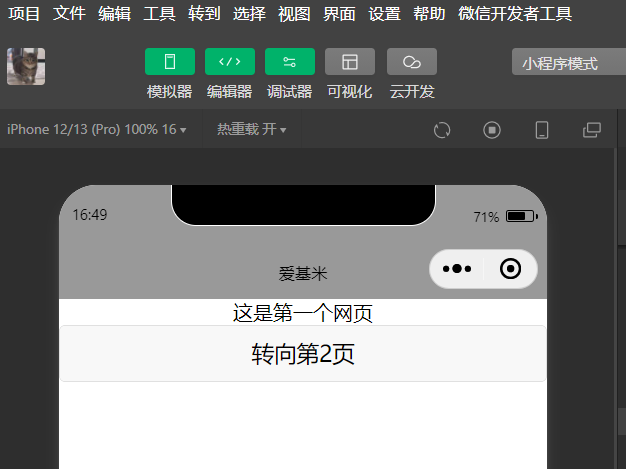 项目 文件 编辑 工具 转到 选择 视图 界面 设置 帮助 微信开发者工具
模拟器 编辑器 调试器 可视化 云开发 小程序模式
iPhone 12/13 (Pro) 100% 16 热重载 开
16:49 71%
爱基米
这是第一个网页
转向第2页